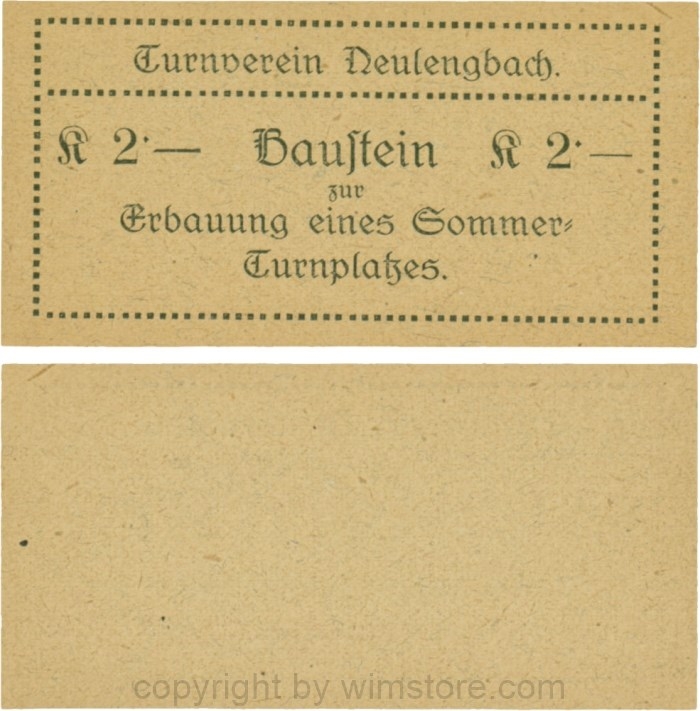 Turnverein Neulengbach.
K 2·— Bauſtein K 2·—
zur
Erbauung eines Sommer⸗
Turnplatzes.
copyright by wimstore.com